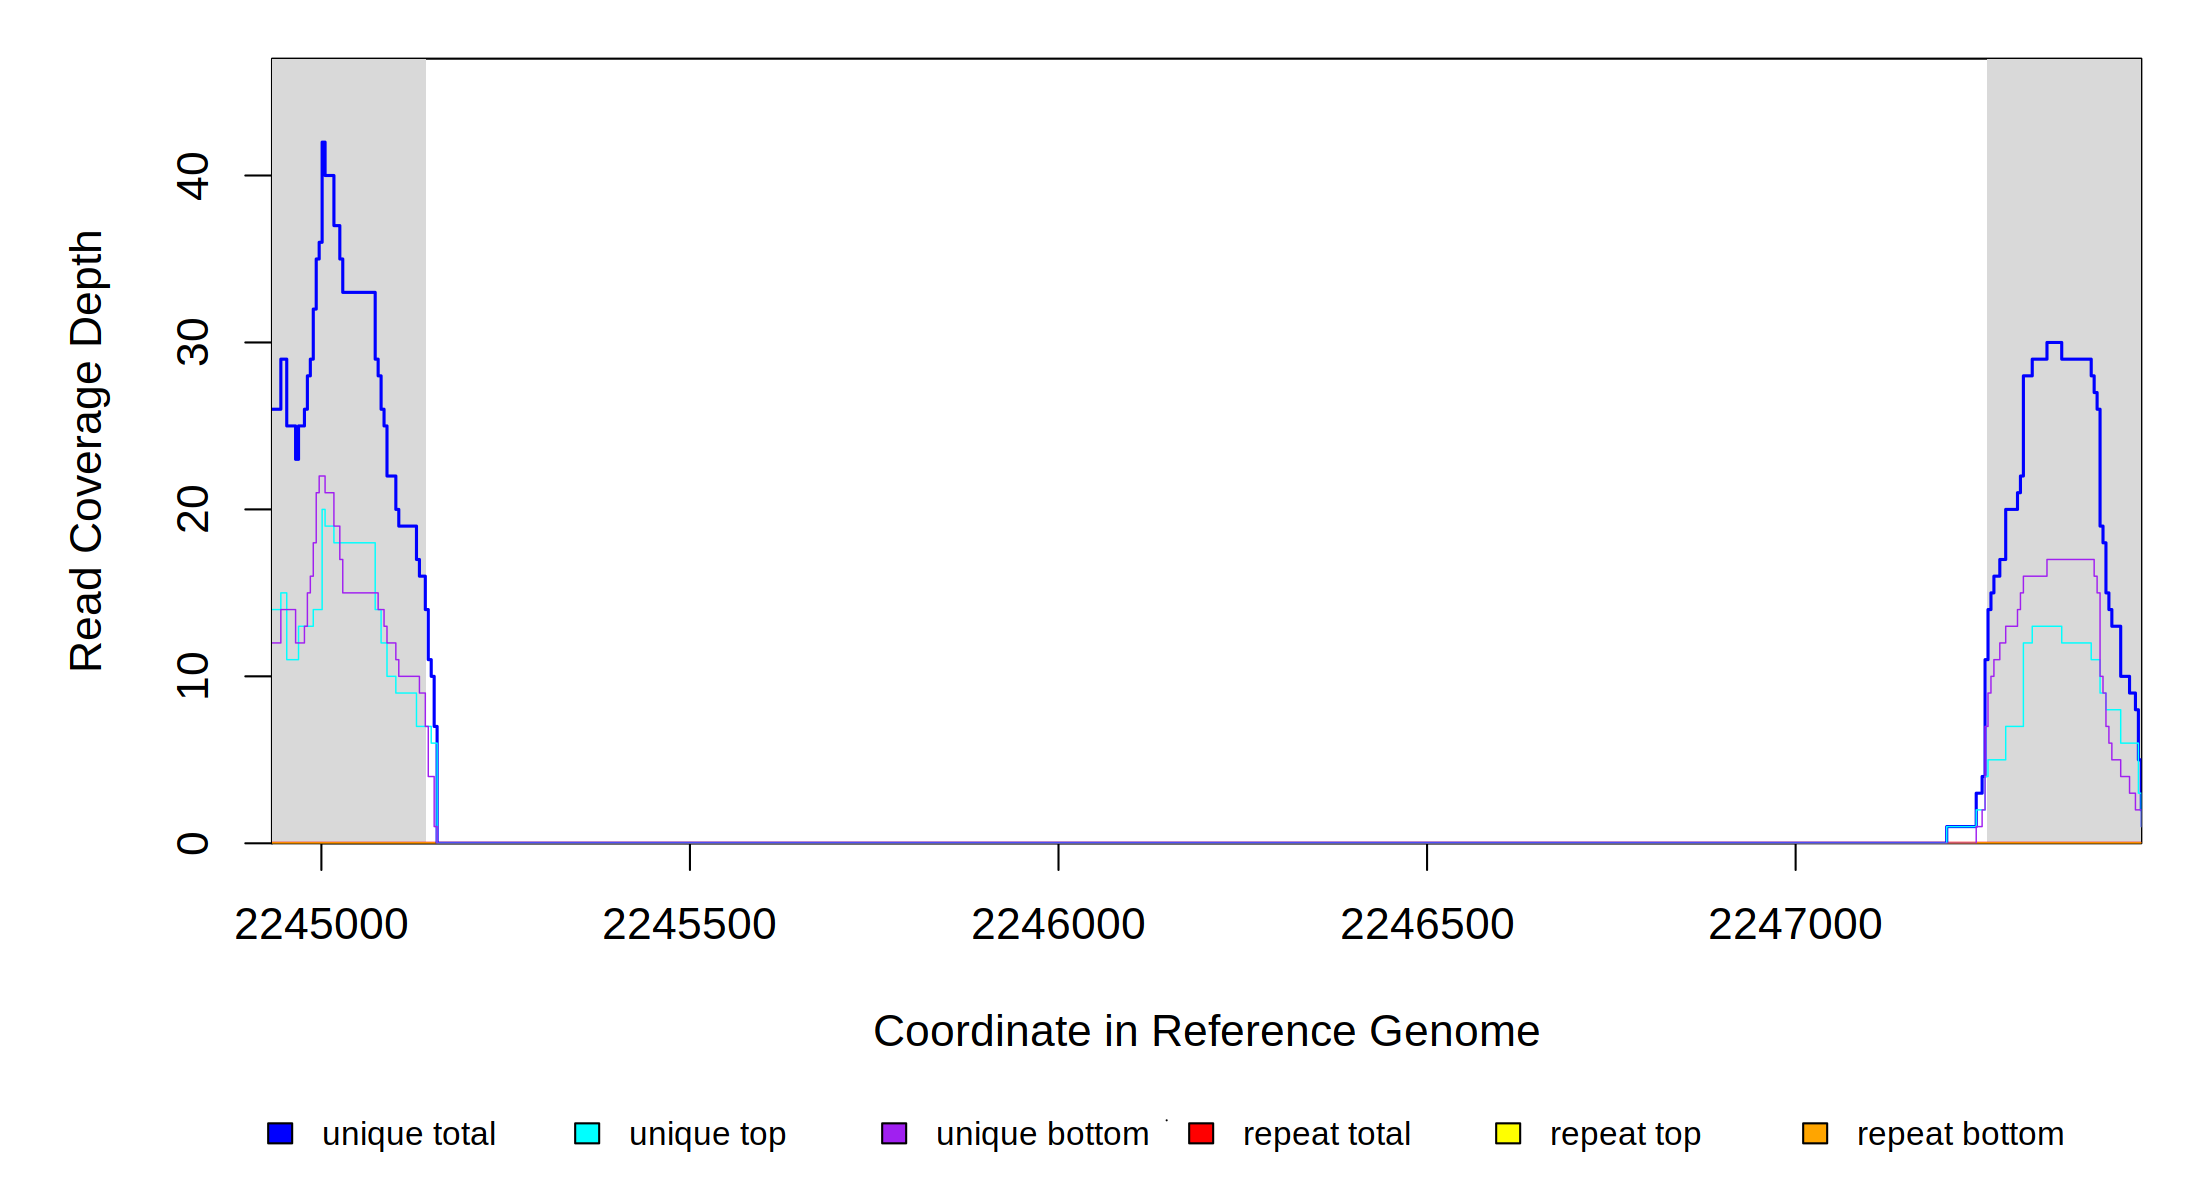 Read Coverage Depth
40
30
20
10
0
2245000 2245500 2246000 2246500 2247000
Coordinate in Reference Genome
unique total unique top unique bottom repeat total repeat top repeat bottom